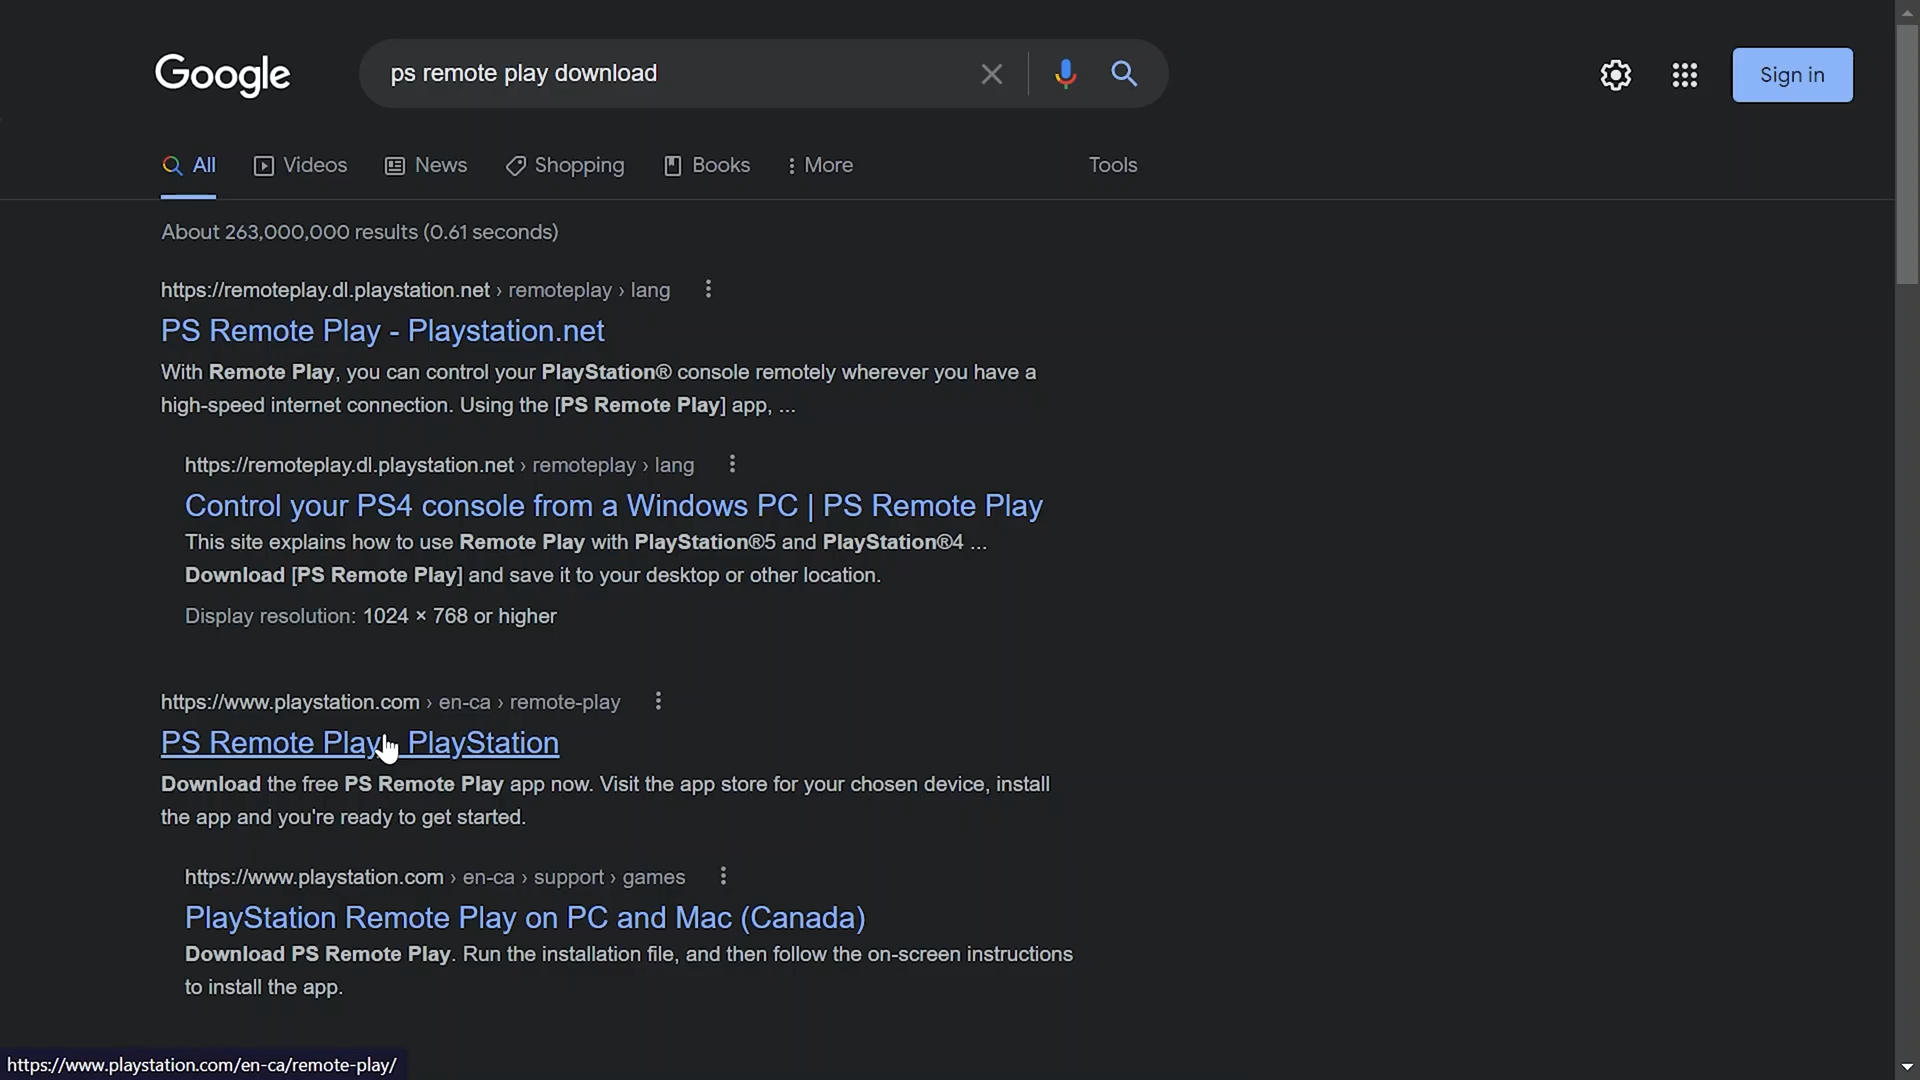 Google
ps remote play download
Sign in
All
Videos
News
Shopping
Books
More
Tools
About 263,000,000 results (0.61 seconds)
https://remoteplay.dl.playstation.net › remoteplay › lang
PS Remote Play - Playstation.net
With Remote Play, you can control your PlayStation® console remotely wherever you have a
high-speed internet connection. Using the [PS Remote Play] app, ...
https://remoteplay.dl.playstation.net › remoteplay › lang
Control your PS4 console from a Windows PC | PS Remote Play
This site explains how to use Remote Play with PlayStation®5 and PlayStation®4 ...
Download [PS Remote Play] and save it to your desktop or other location.
Display resolution: 1024 × 768 or higher
https://www.playstation.com › en-ca › remote-play
PS Remote Play PlayStation
Download the free PS Remote Play app now. Visit the app store for your chosen device, install
the app and you're ready to get started.
https://www.playstation.com › en-ca › support › games
PlayStation Remote Play on PC and Mac (Canada)
Download PS Remote Play. Run the installation file, and then follow the on-screen instructions
to install the app.
https://www.playstation.com/en-ca/remote-play/